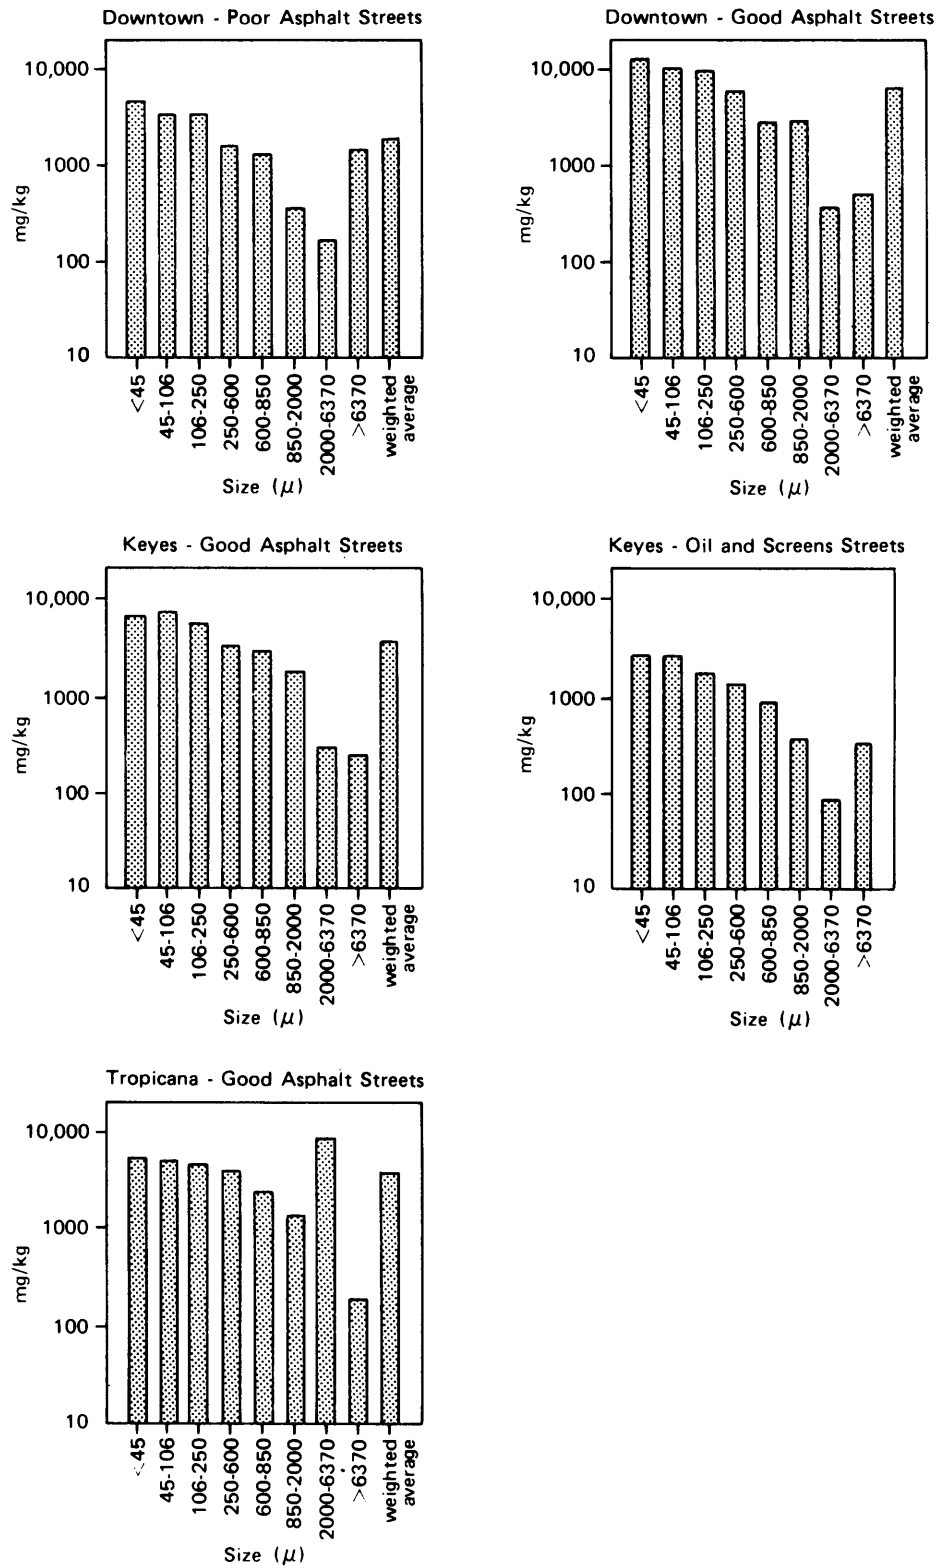 Downtown - Poor Asphalt Streets
10,000
1000
100
10
mg/kg
<45
45-106
106-250
250-600
600-850
850-2000
2000-6370
>6370
weighted
average
Size (μ)
Downtown - Good Asphalt Streets
10,000
1000
100
10
mg/kg
<45
45-106
106-250
250-600
600-850
850-2000
2000-6370
>6370
weighted
average
Size (μ)
Keyes - Good Asphalt Streets
10,000
1000
100
10
mg/kg
<45
45-106
106-250
250-600
600-850
850-2000
2000-6370
>6370
weighted
average
Size (μ)
Keyes - Oil and Screens Streets
10,000
1000
100
10
mg/kg
<45
45-106
106-250
250-600
600-850
850-2000
2000-6370
>6370
Size (μ)
Tropicana - Good Asphalt Streets
10,000
1000
100
10
mg/kg
<45
45-106
106-250
250-600
600-850
850-2000
2000-6370
>6370
weighted
average
Size (μ)